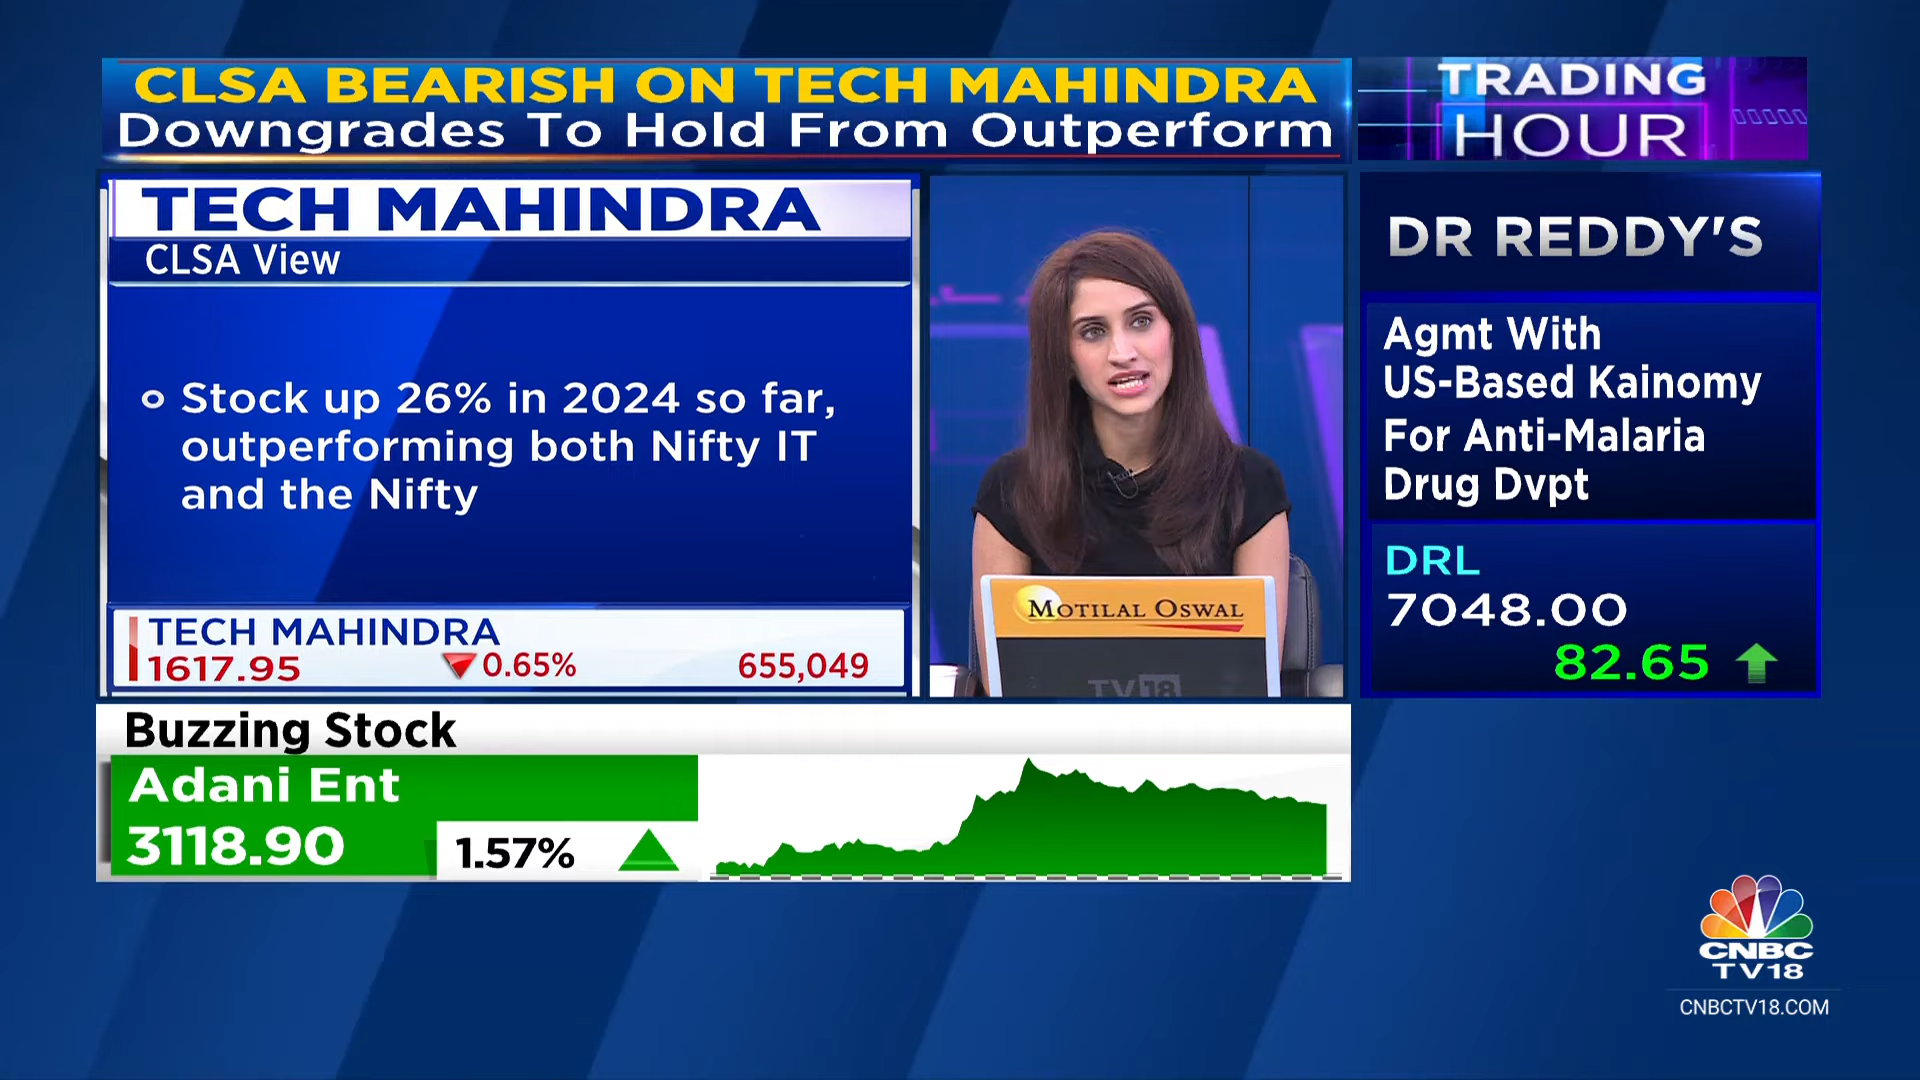 CLSA BEARISH ON TECH MAHINDRA
Downgrades To Hold From Outperform
TRADING
HOUR
TECH MAHINDRA
CLSA View
Stock up 26% in 2024 so far,
outperforming both Nifty IT
and the Nifty
TECH MAHINDRA
1617.95 0.65% 655,049
MOTILAL OSWAL
TV18
DR REDDY'S
Agmt With
US-Based Kainomy
For Anti-Malaria
Drug Dvpt
DRL
7048.00
82.65
Buzzing Stock
Adani Ent
3118.90
1.57%
CNBC
TV18
CNBCTV18.COM